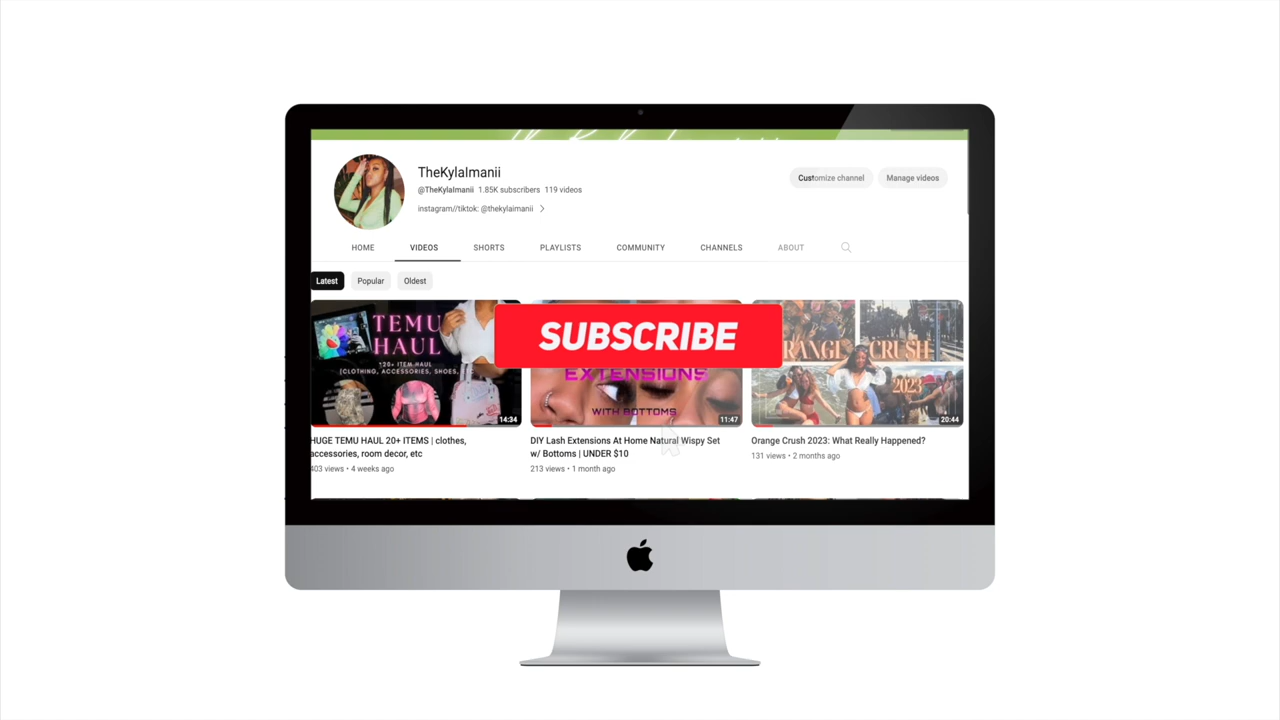 TheKylaImanii
Customize channel
Manage videos
@TheKylaImanii 1.85K subscribers 119 videos
instagram//tiktok: @thekylaimanii
HOME VIDEOS SHORTS PLAYLISTS COMMUNITY CHANNELS ABOUT
Latest Popular Oldest
TEMU
HAUL
[CLOTHING, ACCESSORIES, SHOES,
14:34
SUBSCRIBE
EXTENSIONS
WITH BOTTOMS
11:47
CRUSH
2023
20:44
HUGE TEMU HAUL 20+ ITEMS | clothes,
accessories, room decor, etc
403 views • 4 weeks ago
DIY Lash Extensions At Home Natural Wispy Set
w/ Bottoms | UNDER $10
213 views • 1 month ago
Orange Crush 2023: What Really Happened?
131 views • 2 months ago